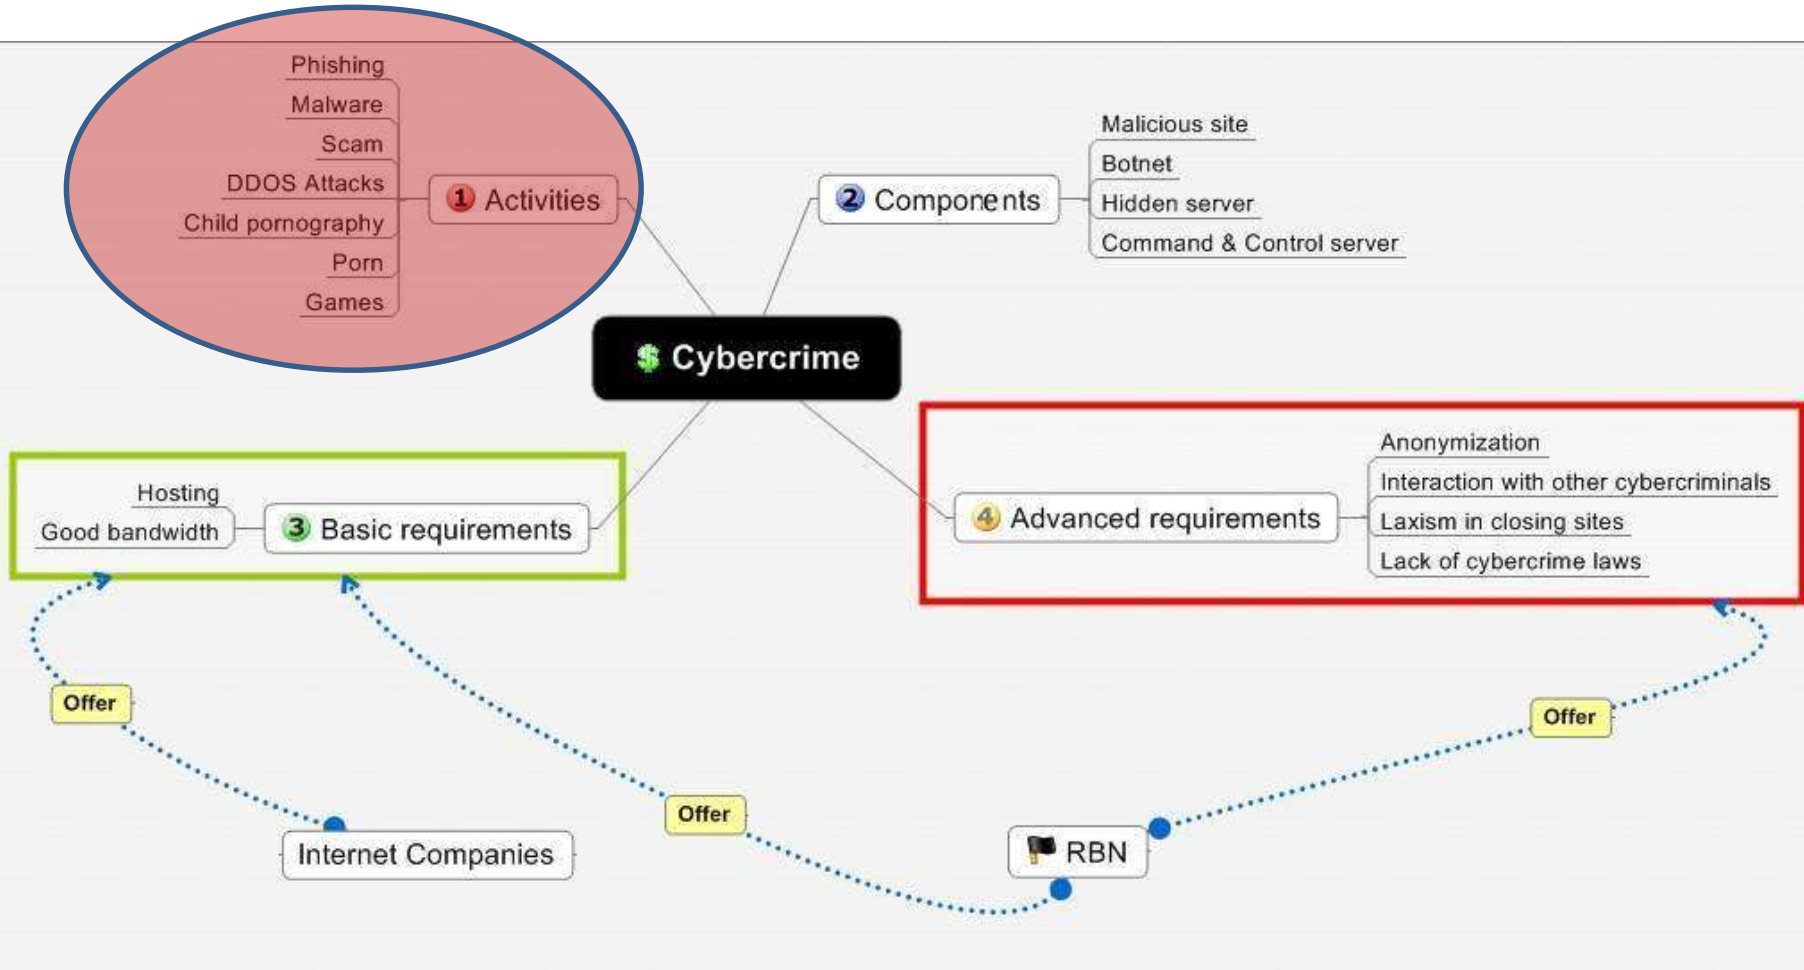 Phishing
Malware
Scam
DDOS Attacks
Child pornography
Porn
Games
1 Activities
2 Components
Malicious site
Botnet
Hidden server
Command & Control server
$ Cybercrime
Hosting
Good bandwidth
3 Basic requirements
4 Advanced requirements
Anonymization
Interaction with other cybercriminals
Laxism in closing sites
Lack of cybercrime laws
Offer
Offer
Offer
Internet Companies
RBN